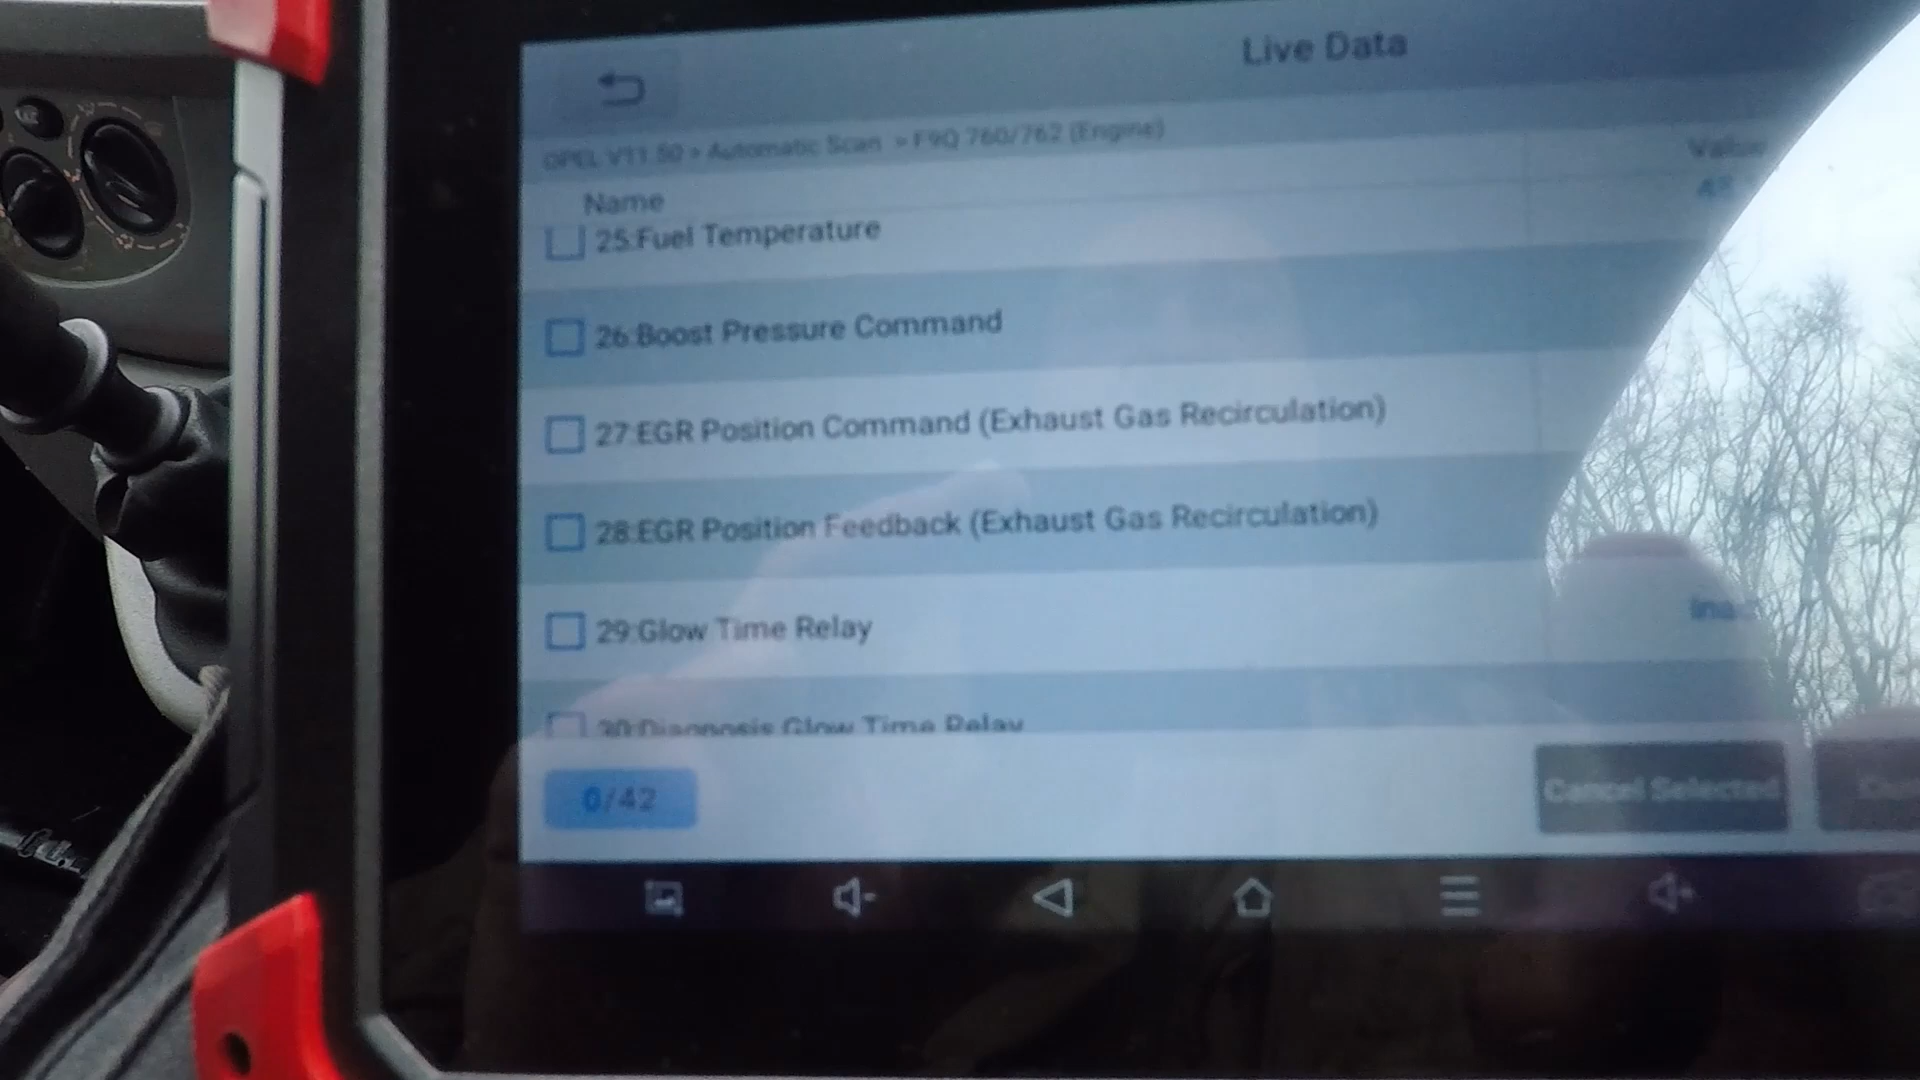 Live Data
OPEL V11.50 > Automatic Scan > F9Q 760/762 (Engine)
Name
Value
25:Fuel Temperature
26:Boost Pressure Command
27:EGR Position Command (Exhaust Gas Recirculation)
28:EGR Position Feedback (Exhaust Gas Recirculation)
29:Glow Time Relay
30:Diagnosis Glow Time Relay
0/42
Cancel Selected